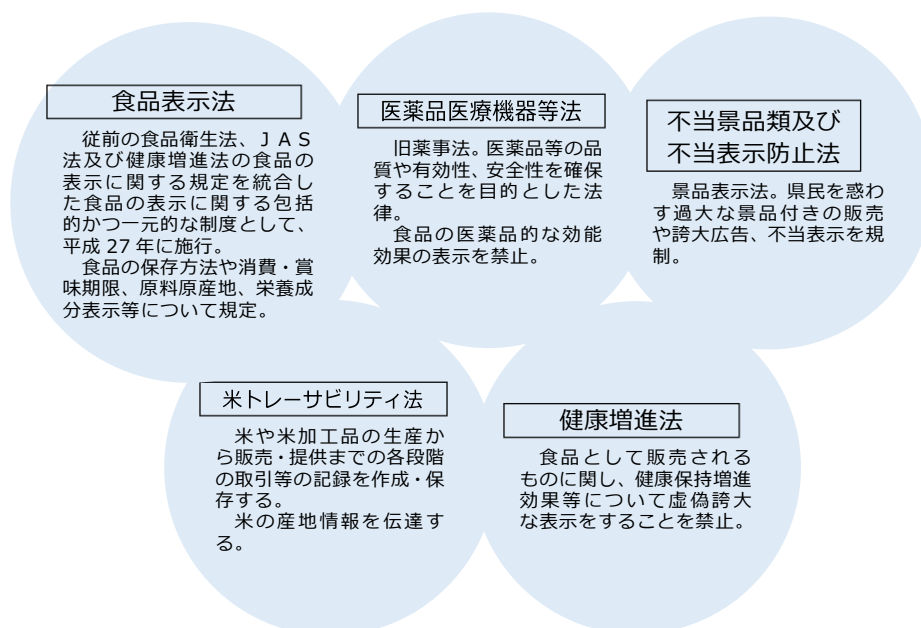 食品表示法
従前の食品衛生法、ＪＡＳ
法及び健康増進法の食品の
表示に関する規定を統合し
た食品の表示に関する包括
的かつ一元的な制度として、
平成 27 年に施行。
食品の保存方法や消費・賞
味期限、原料原産地、栄養成
分表示等について規定。
医薬品医療機器等法
旧薬事法。医薬品等の品
質や有効性、安全性を確保
することを目的とした法
律。
食品の医薬品的な効能
効果の表示を禁止。
不当景品類及び
不当表示防止法
景品表示法。県民を惑わ
す過大な景品付きの販売
や誇大広告、不当表示を規
制。
米トレーサビリティ法
米や米加工品の生産か
ら販売・提供までの各段階
の取引等の記録を作成・保
存する。
米の産地情報を伝達す
る。
健康増進法
食品として販売される
ものに関し、健康保持増進
効果等について虚偽誇大
な表示をすることを禁止。